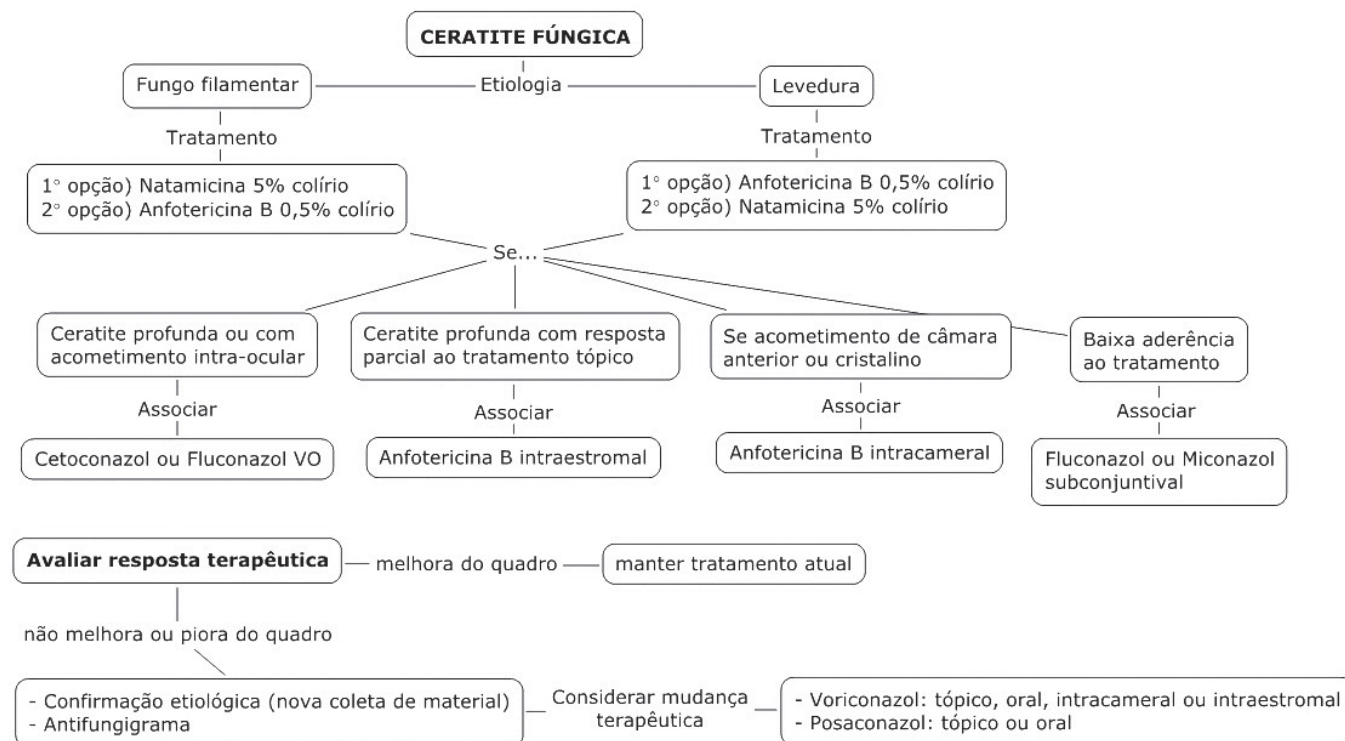 CERATITE FÚNGICA
Fungo filamentar
Etiologia
Levedura
Tratamento
Tratamento
1° opção) Natamicina 5% colírio
2° opção) Anfotericina B 0,5% colírio
1° opção) Anfotericina B 0,5% colírio
2° opção) Natamicina 5% colírio
Se...
Ceratite profunda ou com
acometimento intra-ocular
Ceratite profunda com resposta
parcial ao tratamento tópico
Se acometimento de câmara
anterior ou cristalino
Baixa aderência
ao tratamento
Associar
Associar
Associar
Associar
Cetoconazol ou Fluconazol VO
Anfotericina B intraestromal
Anfotericina B intracameral
Fluconazol ou Miconazol
subconjuntival
Avaliar resposta terapêutica
melhora do quadro
manter tratamento atual
não melhora ou piora do quadro
- Confirmação etiológica (nova coleta de material)
- Antifungigrama
Considerar mudança
terapêutica
- Voriconazol: tópico, oral, intracameral ou intraestromal
- Posaconazol: tópico ou oral